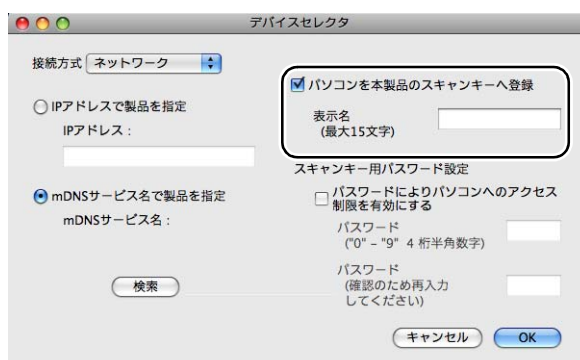 デバイスセレクタ
接続方式 ネットワーク
IPアドレスで製品を指定
IPアドレス：
mDNSサービス名で製品を指定
mDNSサービス名：
検索
パソコンを本製品のスキャンキーへ登録
表示名
(最大15文字)
スキャンキー用パスワード設定
パスワードによりパソコンへのアクセス
制限を有効にする
パスワード
("0" – "9" 4 桁半角数字)
パスワード
(確認のため再入力
してください)
キャンセル OK